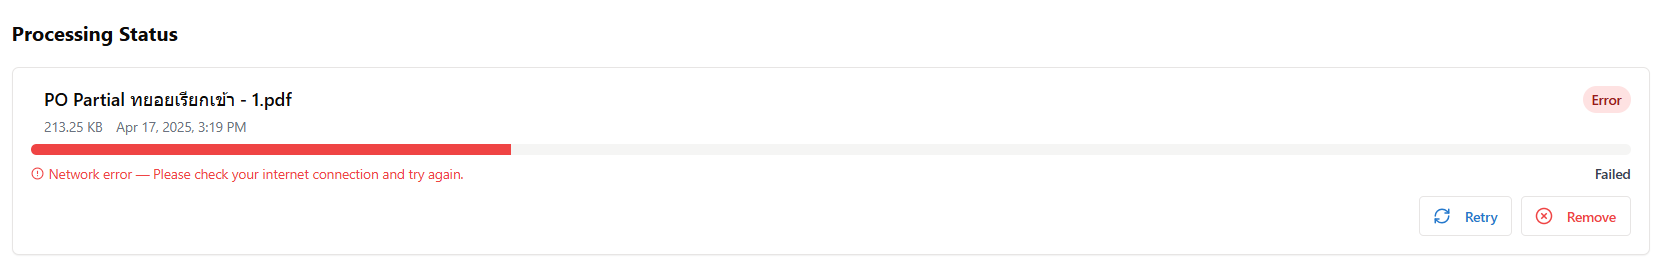 Processing Status
PO Partial ทยอยเรียกเข้า - 1.pdf
Error
213.25 KB Apr 17, 2025, 3:19 PM
Network error — Please check your internet connection and try again.
Failed
Retry
Remove